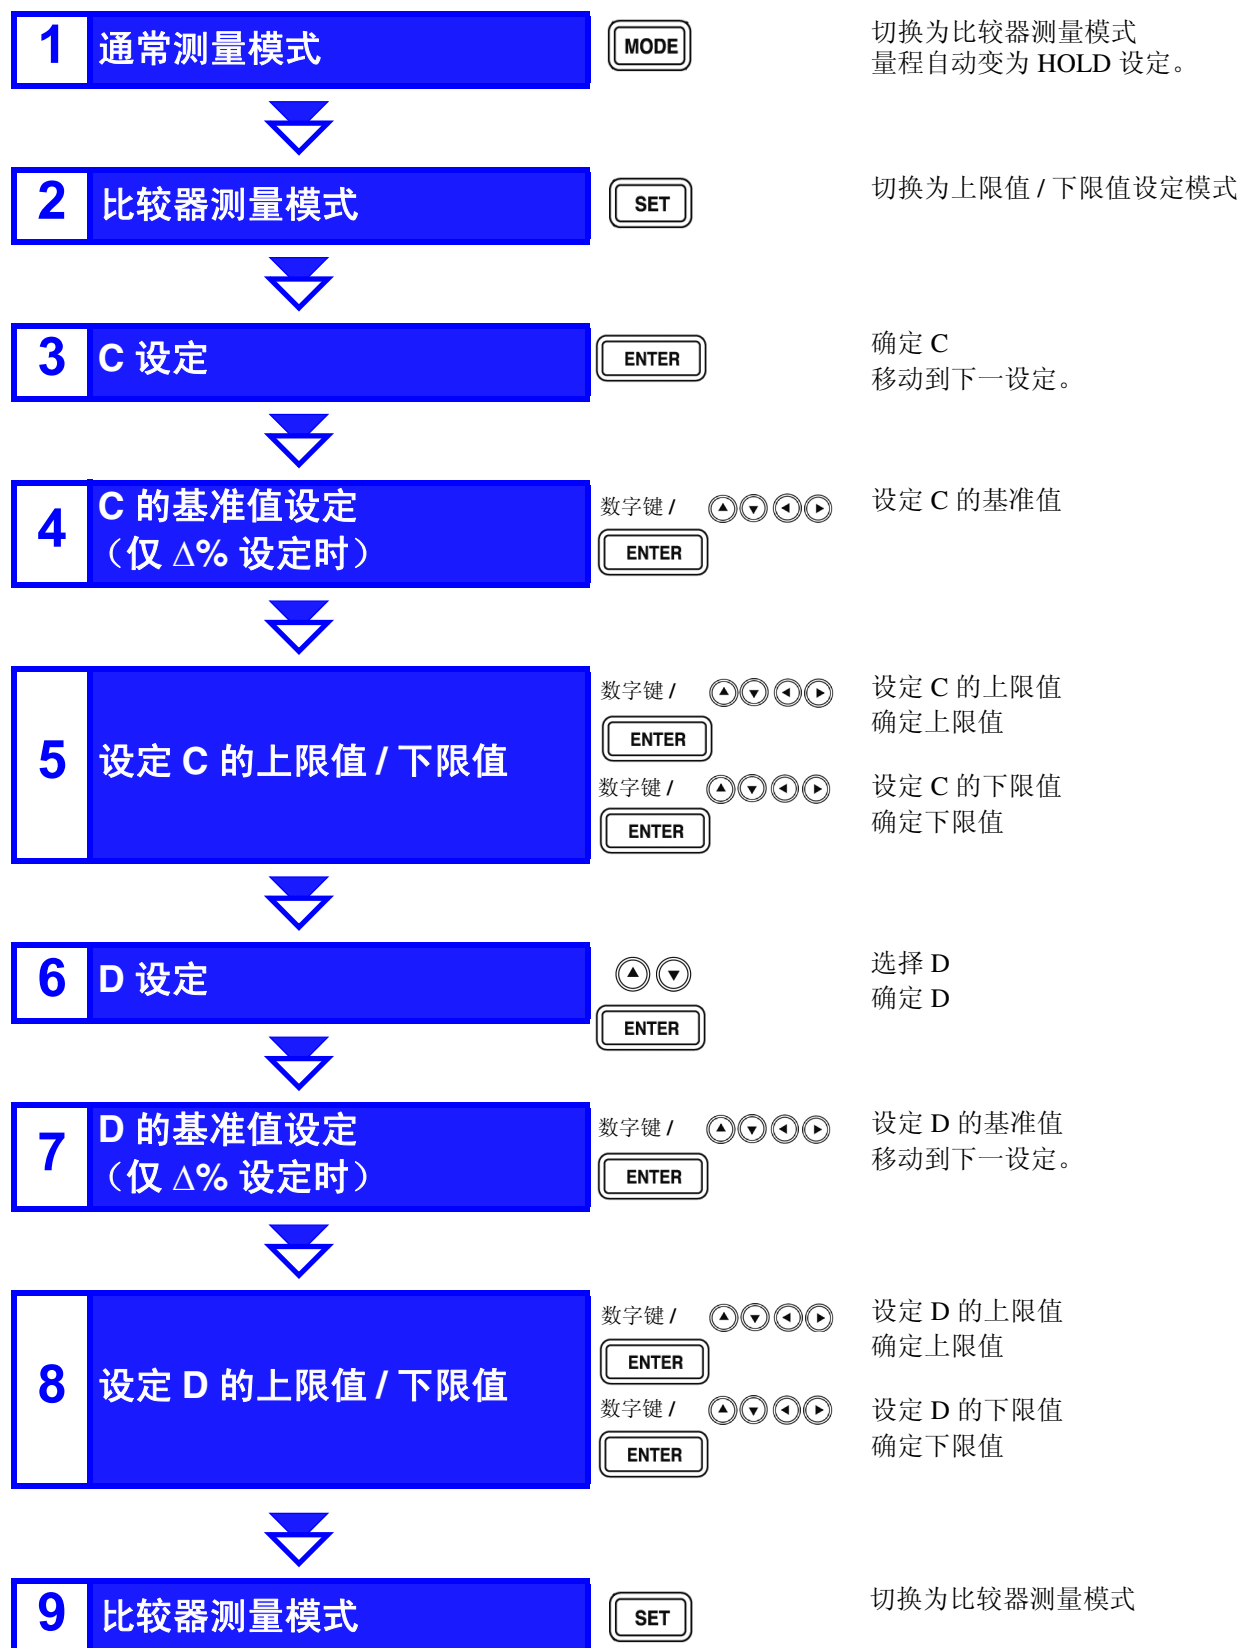 1 通常测量模式 MODE 切换为比较器测量模式
量程自动变为 HOLD 设定。
2 比较器测量模式 SET 切换为上限值 / 下限值设定模式
3 C 设定 ENTER 确定 C
移动到下一设定。
4 C 的基准值设定
（仅 Δ% 设定时）
数字键 / 设定 C 的基准值
ENTER
5 设定 C 的上限值 / 下限值
数字键 / 设定 C 的上限值
ENTER 确定上限值
数字键 / 设定 C 的下限值
ENTER 确定下限值
6 D 设定 选择 D
ENTER 确定 D
7 D 的基准值设定
（仅 Δ% 设定时）
数字键 / 设定 D 的基准值
ENTER 移动到下一设定。
8 设定 D 的上限值 / 下限值
数字键 / 设定 D 的上限值
ENTER 确定上限值
数字键 / 设定 D 的下限值
ENTER 确定下限值
9 比较器测量模式 SET 切换为比较器测量模式